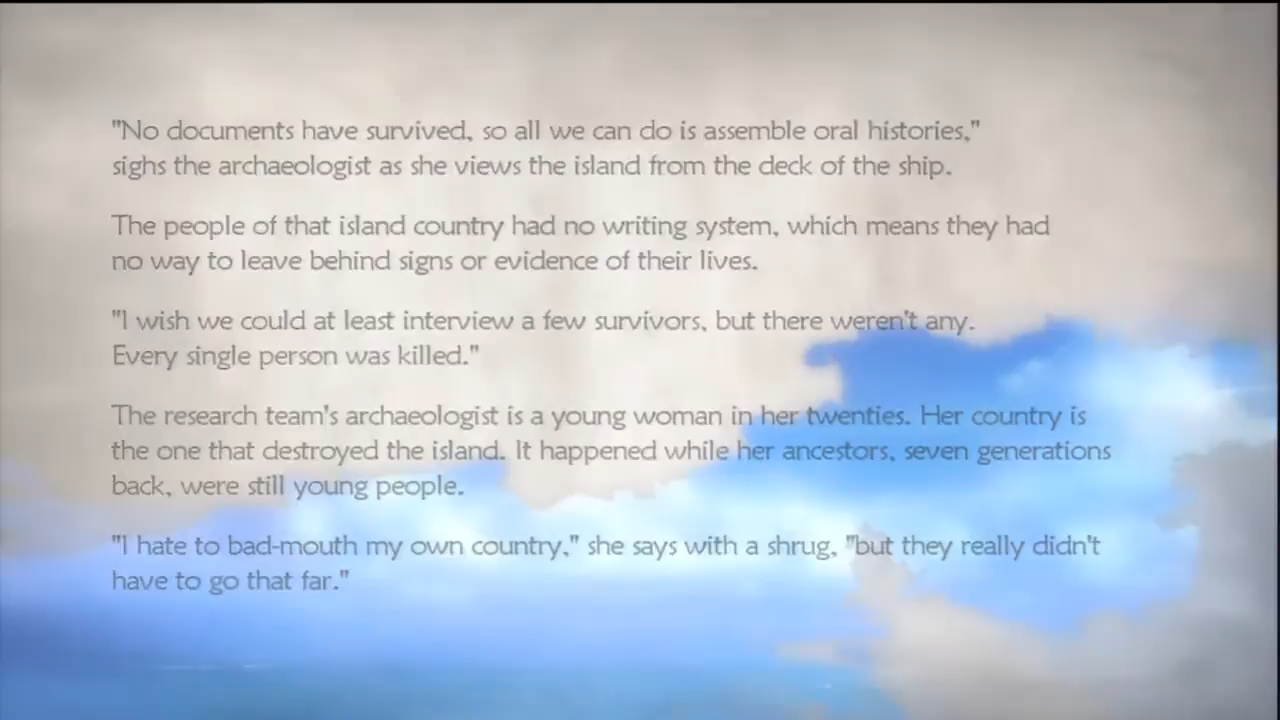 "No documents have survived, so all we can do is assemble oral histories,"
sighs the archaeologist as she views the island from the deck of the ship.
The people of that island country had no writing system, which means they had
no way to leave behind signs or evidence of their lives.
"I wish we could at least interview a few survivors, but there weren't any.
Every single person was killed."
The research team's archaeologist is a young woman in her twenties. Her country is
the one that destroyed the island. It happened while her ancestors, seven generations
back, were still young people.
"I hate to bad-mouth my own country," she says with a shrug, "but they really didn't
have to go that far."